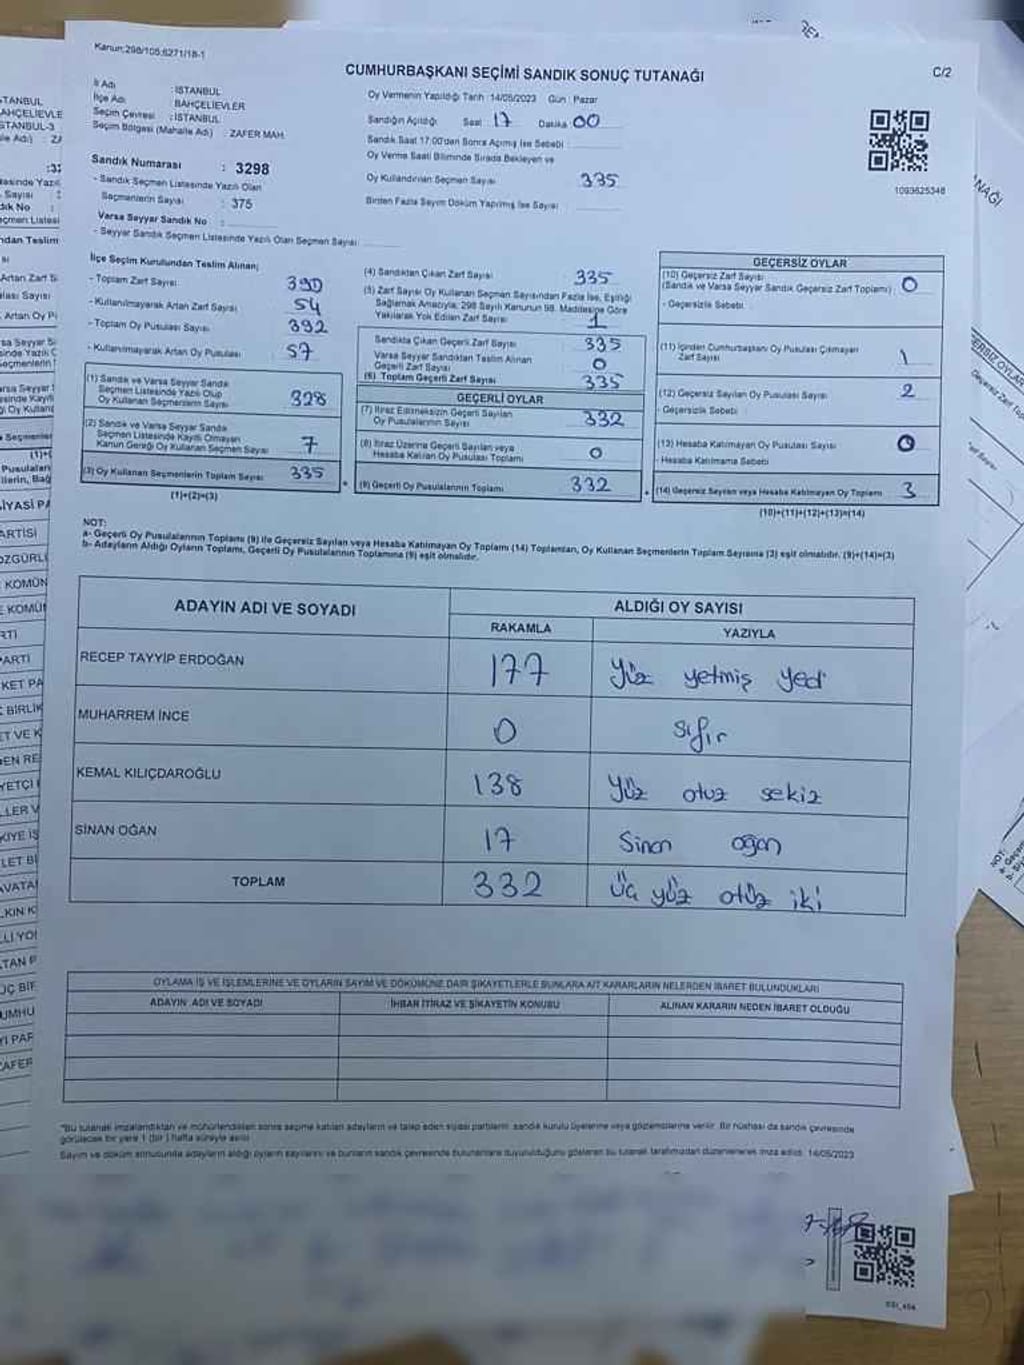 Kanun:298/105;6271/18-1
CUMHURBAŞKANI SEÇİMİ SANDIK SONUÇ TUTANAĞI
C/2
İl Adı : İSTANBUL
İlçe Adı : BAHÇELİEVLER
Seçim Çevresi : İSTANBUL
Seçim Bölgesi (Mahalle Adı) : ZAFER MAH.
Sandık Numarası : 3298
- Sandık Seçmen Listesinde Yazılı Olan
Seçmenlerin Sayısı : 375
Varsa Seyyar Sandık No :
- Seyyar Sandık Seçmen Listesinde Yazılı Olan Seçmen Sayısı
Oy Vermenin Yapıldığı Tarih :14/05/2023 Gün : Pazar
Sandığın Açıldığı Saat 17 Dakika 00
Sandık Saat 17:00'dan Sonra Açılmış İse Sebebi
Oy Verme Saati Bitiminde Sırada Bekleyen ve
Oy Kullandırılan Seçmen Sayısı 335
Birden Fazla Sayım Döküm Yapılmış İse Sayısı
1093625348
İlçe Seçim Kurulundan Teslim Alınan;
- Toplam Zarf Sayısı 390
- Kullanılmayarak Artan Zarf Sayısı 54
- Toplam Oy Pusulası Sayısı 392
- Kullanılmayarak Artan Oy Pusulası 57
(1) Sandık ve Varsa Seyyar Sandık
Seçmen Listesinde Yazılı Olup
Oy Kullanan Seçmenlerin Sayısı 328
(2) Sandık ve Varsa Seyyar Sandık
Seçmen Listesinde Kayıtlı Olmayan
Kanun Gereği Oy Kullanan Seçmen Sayısı 7
(3) Oy Kullanan Seçmenlerin Toplam Sayısı 335
(1)+(2)=(3)
(4) Sandıktan Çıkan Zarf Sayısı 335
(5) Zarf Sayısı Oy Kullanan Seçmen Sayısından Fazla İse, Eşitliği
Sağlamak Amacıyla, 298 Sayılı Kanunun 98. Maddesine Göre
Yakılarak Yok Edilen Zarf Sayısı 1
Sandıkta Çıkan Geçerli Zarf Sayısı 335
Varsa Seyyar Sandıktan Teslim Alınan
Geçerli Zarf Sayısı 0
(6) Toplam Geçerli Zarf Sayısı 335
GEÇERLİ OYLAR
(7) İtiraz Edilmeksizin Geçerli Sayılan
Oy Pusulalarının Sayısı 332
(8) İtiraz Üzerine Geçerli Sayılan veya
Hesaba Katılan Oy Pusulası Toplamı 0
(9) Geçerli Oy Pusulalarının Toplamı 332
GEÇERSİZ OYLAR
(10) Geçersiz Zarf Sayısı
(Sandık ve Varsa Seyyar Sandık Geçersiz Zarf Toplamı) : 0
- Geçersizlik Sebebi
(11) İçinden Cumhurbaşkanı Oy Pusulası Çıkmayan
Zarf Sayısı 1
(12) Geçersiz Sayılan Oy Pusulası Sayısı 2
- Geçersizlik Sebebi
(13) Hesaba Katılmayan Oy Pusulası Sayısı 0
- Hesaba Katılmama Sebebi
(14) Geçersiz Sayılan veya Hesaba Katılmayan Oy Toplamı 3
(10)+(11)+(12)+(13)=(14)
NOT:
a- Geçerli Oy Pusulalarının Toplamı (9) ile Geçersiz Sayılan veya Hesaba Katılmayan Oy Toplamı (14) Toplamları, Oy Kullanan Seçmenlerin Toplam Sayısına (3) eşit olmalıdır. (9)+(14)=(3)
b- Adayların Aldığı Oyların Toplamı, Geçerli Oy Pusulalarının Toplamına (9) eşit olmalıdır.
ADAYIN ADI VE SOYADI
ALDIĞI OY SAYISI
RAKAMLA YAZIYLA
RECEP TAYYİP ERDOĞAN 177 Yüz yetmiş yedi
MUHARREM İNCE 0 sıfır
KEMAL KILIÇDAROĞLU 138 Yüz otuz sekiz
SİNAN OĞAN 17 Sinan oğan
TOPLAM 332 Üç yüz otüz iki
OYLAMA İŞ VE İŞLEMLERİNE VE OYLARIN SAYIM VE DÖKÜMÜNE DAİR ŞİKAYETLERLE BUNLARA AİT KARARLARIN NELERDEN İBARET BULUNDUKLARI
ADAYIN ADI VE SOYADI İHBAR İTİRAZ VE ŞİKAYETİN KONUSU ALINAN KARARIN NEDEN İBARET OLDUĞU
*Bu tutanak imzalandıktan ve mühürlendikten sonra seçime katılan adayların ve talep eden siyasi partilerin, sandık kurulu üyelerine veya gözlemcilerine verilir. Bir nüshası da sandık çevresinde
görülecek bir yere 1 (bir ) hafta süreyle asılır.
Sayım ve döküm sonucunda adayların aldığı oyların sayılarını ve bunların sandık çevresinde bulunanlara duyurulduğunu gösteren bu tutanak tarafımızdan düzenlenerek imza edildi. 14/05/2023